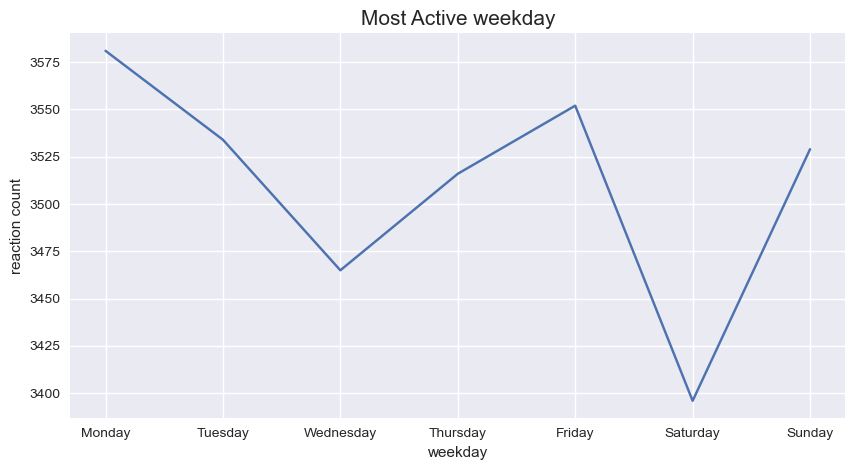 Most Active weekday
3575
3550
3525
3500
3475
3450
3425
3400
reaction count
Monday Tuesday Wednesday Thursday Friday Saturday Sunday
weekday